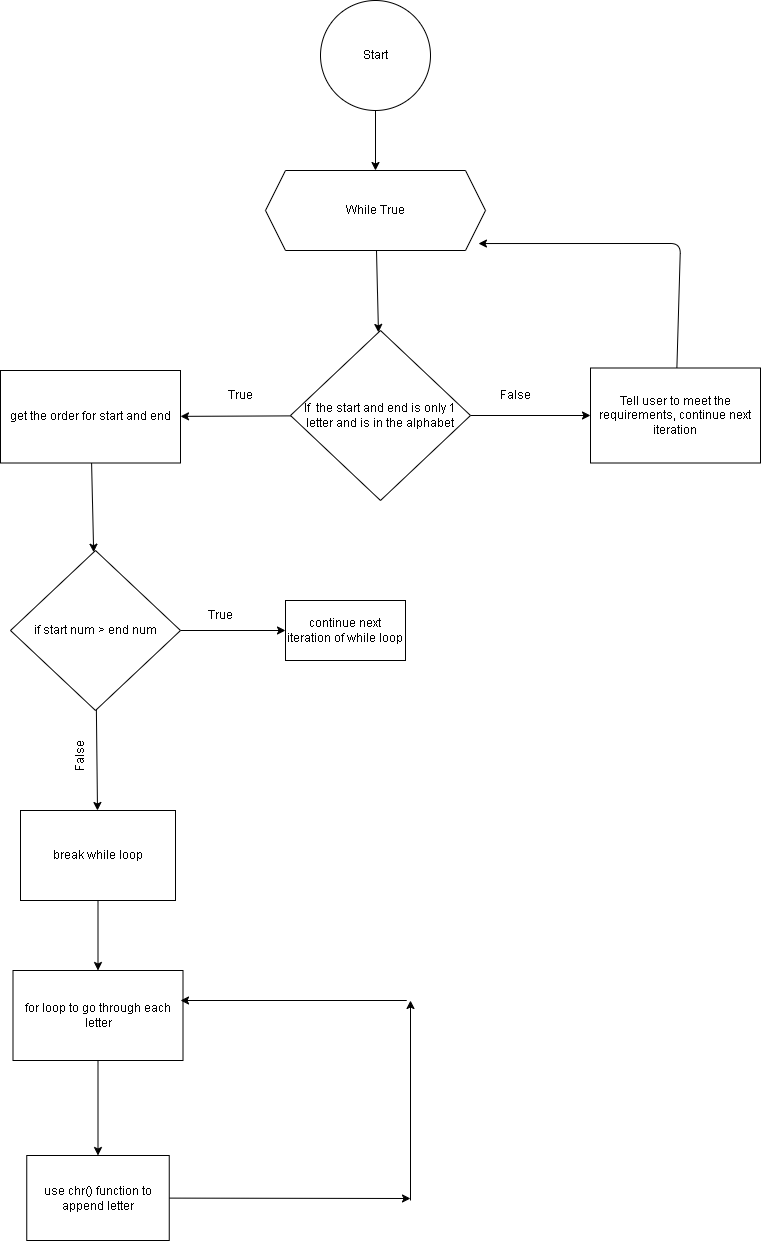 Start
While True
True
False
If  the start and end is only 1
letter and is in the alphabet
get the order for start and end
Tell user to meet the
requirements, continue next
iteration
if start num > end num
True
continue next
iteration of while loop
False
break while loop
for loop to go through each
letter
use chr() function to
append letter